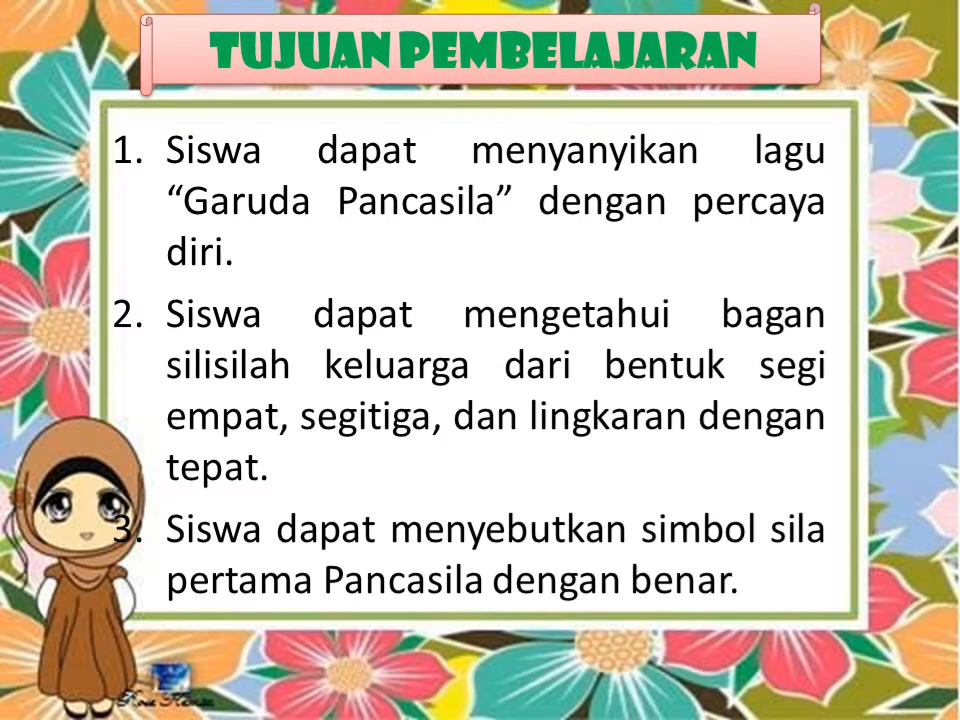 TUJUAN PEMBELAJARAN
1. Siswa dapat menyanyikan lagu
“Garuda Pancasila” dengan percaya
diri.
2. Siswa dapat mengetahui bagan
silisilah keluarga dari bentuk segi
empat, segitiga, dan lingkaran dengan
tepat.
3. Siswa dapat menyebutkan simbol sila
pertama Pancasila dengan benar.